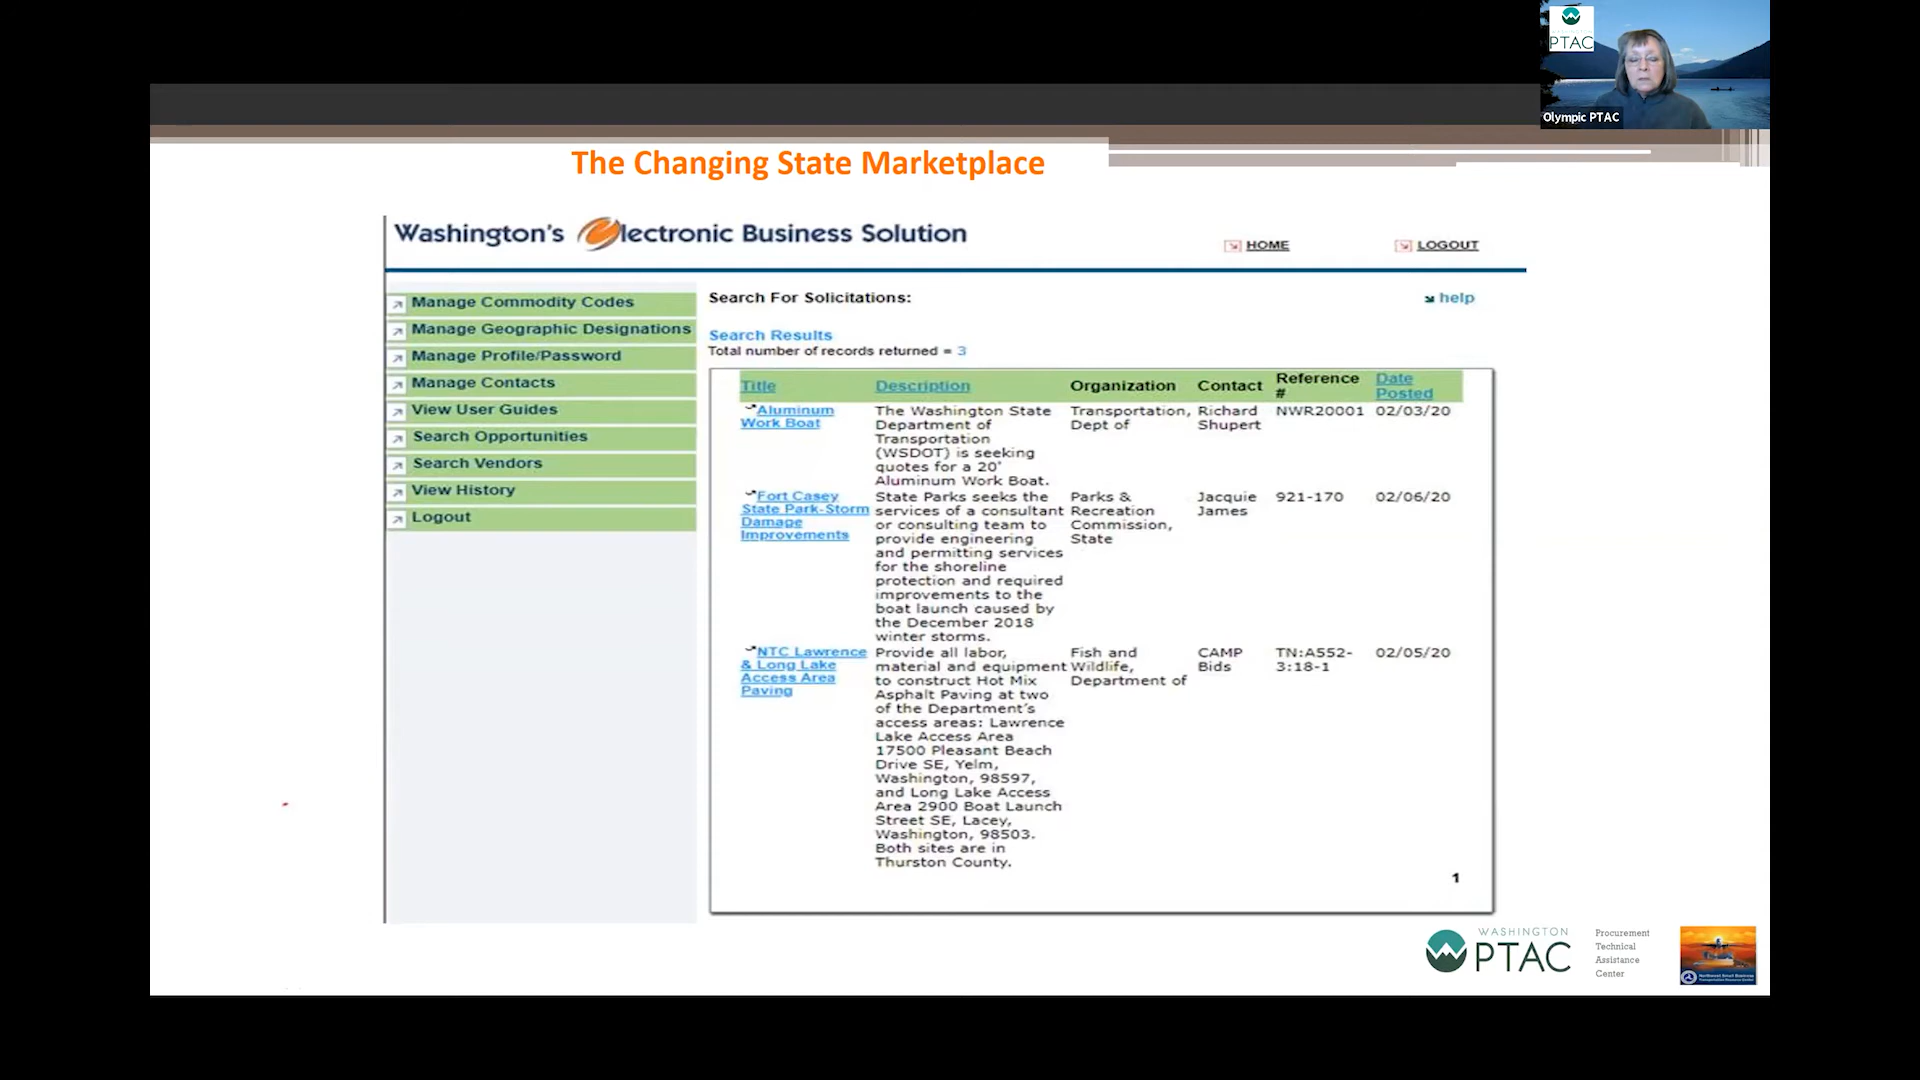 PTAC
Olympic PTAC
The Changing State Marketplace
Washington's electronic Business Solution
HOME
LOGOUT
Manage Commodity Codes
Manage Geographic Designations
Manage Profile/Password
Manage Contacts
View User Guides
Search Opportunities
Search Vendors
View History
Logout
Search For Solicitations:
help
Search Results
Total number of records returned = 3
Title
Description
Organization
Contact
Reference
#
Date
Posted
Aluminum
Work Boat
The Washington State
Department of
Transportation
(WSDOT) is seeking
quotes for a 20'
Aluminum Work Boat.
Transportation,
Dept of
Richard
Shupert
NWR20001
02/03/20
Fort Casey
State Park-Storm
Damage
Improvements
State Parks seeks the
services of a consultant
or consulting team to
provide engineering
and permitting services
for the shoreline
protection and required
improvements to the
boat launch caused by
the December 2018
winter storms.
Parks &
Recreation
Commission,
State
Jacquie
James
921-170
02/06/20
NTC Lawrence
& Long Lake
Access Area
Paving
Provide all labor,
material and equipment
to construct Hot Mix
Asphalt Paving at two
of the Department's
access areas: Lawrence
Lake Access Area
17500 Pleasant Beach
Drive SE, Yelm,
Washington, 98597,
and Long Lake Access
Area 2900 Boat Launch
Street SE, Lacey,
Washington, 98503.
Both sites are in
Thurston County.
Fish and
Wildlife,
Department of
CAMP
Bids
TN:A552-
3:18-1
02/05/20
1
WASHINGTON
PTAC
Procurement
Technical
Assistance
Center